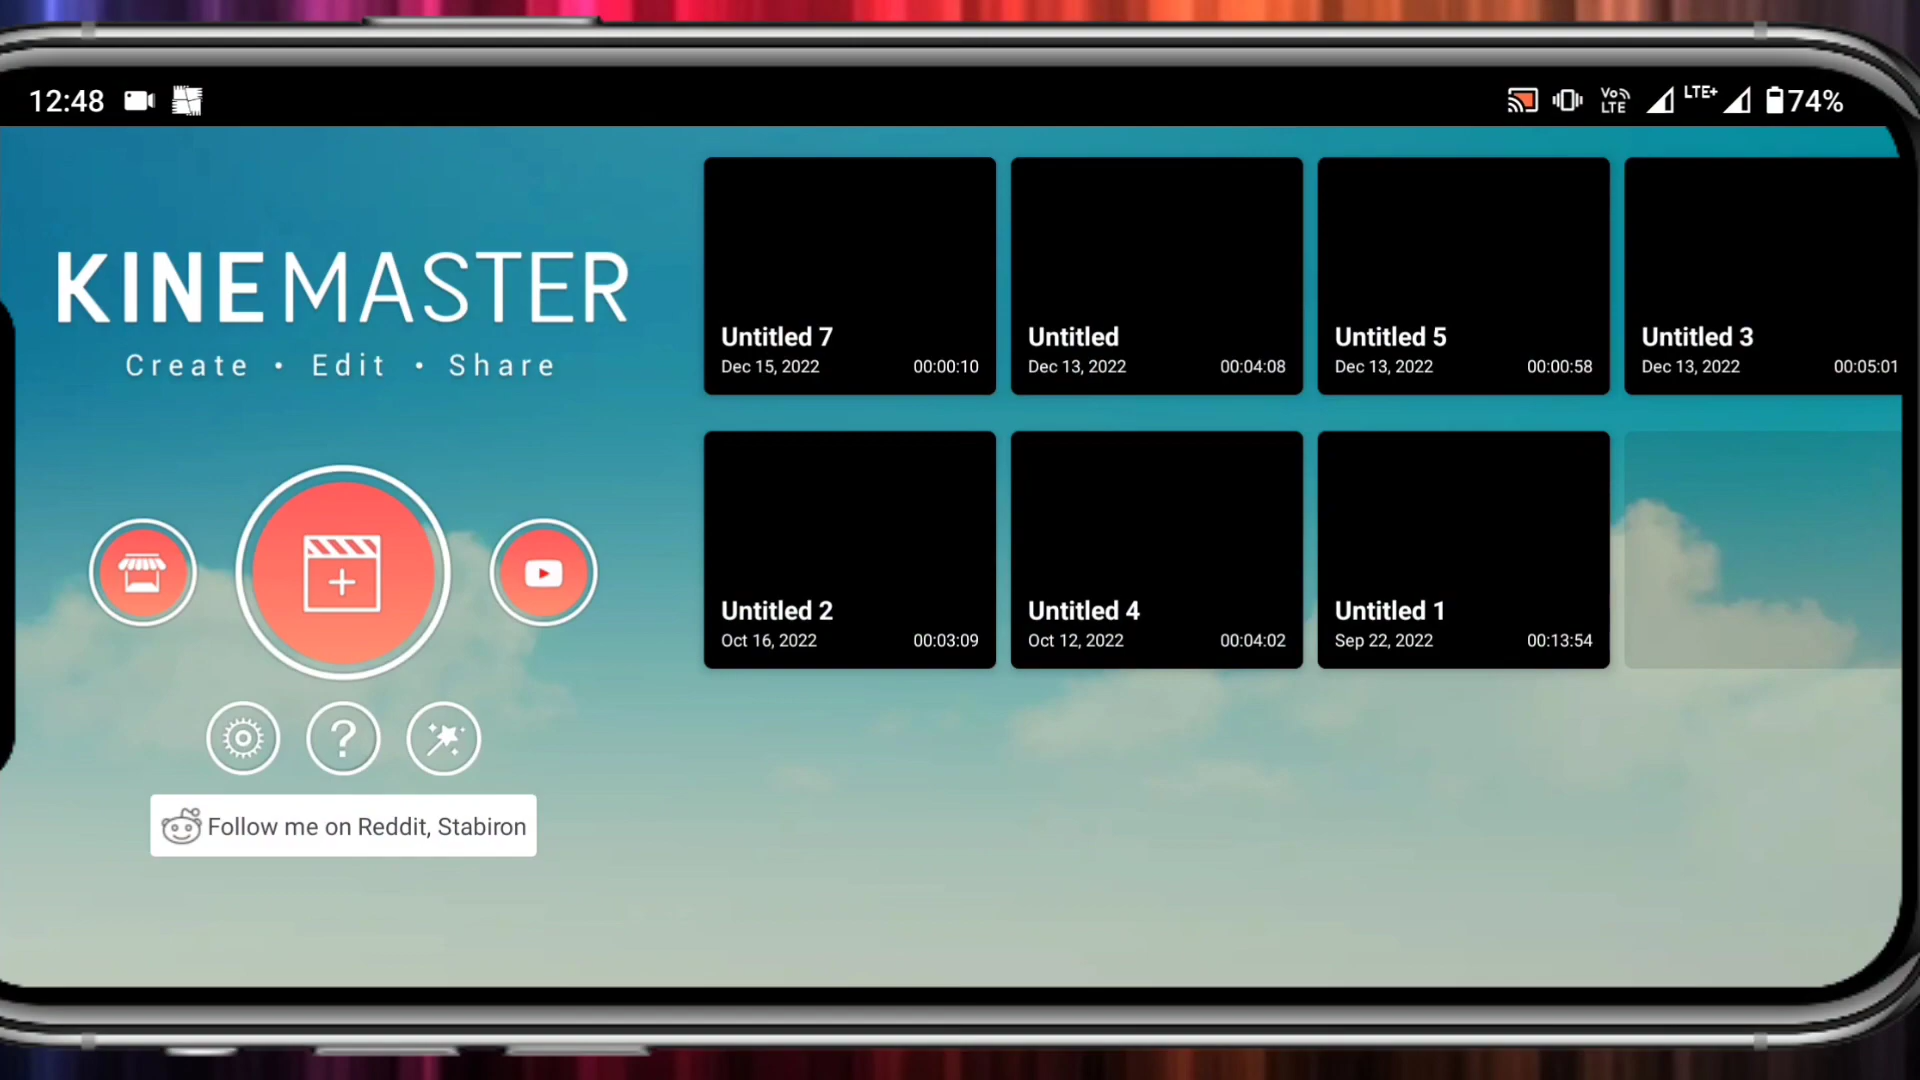 12:48
Vo LTE
LTE+
74%
KINEMASTER
Create • Edit • Share
Follow me on Reddit, Stabiron
Untitled 7
Dec 15, 2022 00:00:10
Untitled
Dec 13, 2022 00:04:08
Untitled 5
Dec 13, 2022 00:00:58
Untitled 3
Dec 13, 2022 00:05:01
Untitled 2
Oct 16, 2022 00:03:09
Untitled 4
Oct 12, 2022 00:04:02
Untitled 1
Sep 22, 2022 00:13:54